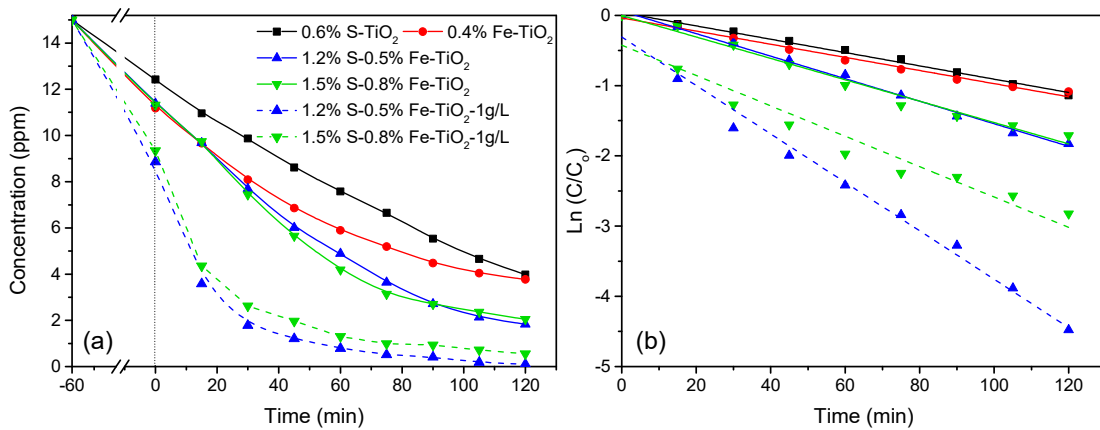 0.6% S-TiO₂ 0.4% Fe-TiO₂
1.2% S-0.5% Fe-TiO₂
1.5% S-0.8% Fe-TiO₂
1.2% S-0.5% Fe-TiO₂-1g/L
1.5% S-0.8% Fe-TiO₂-1g/L
14
12
10
8
6
4
2
0
Concentration (ppm)
(a)
-60 0 20 40 60 80 100 120
Time (min)
0
-1
-2
-3
-4
-5
Ln (C/Cₒ)
(b)
0 20 40 60 80 100 120
Time (min)